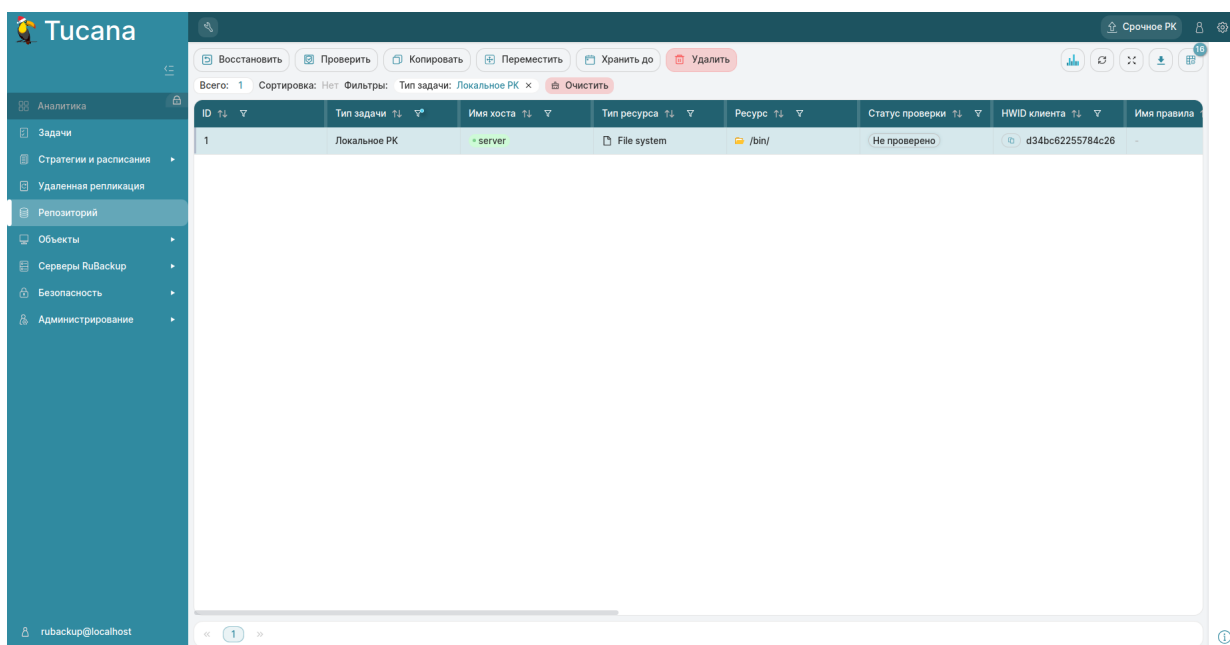 Tucana
Срочное РК
Восстановить Проверить Копировать Переместить Хранить до Удалить
16
Всего: 1 Сортировка: Нет Фильтры: Тип задачи: Локальное РК × Очистить
Аналитика
Задачи
Стратегии и расписания
Удаленная репликация
Репозиторий
Объекты
Серверы RuBackup
Безопасность
Администрирование
rubackup@localhost
ID Тип задачи Имя хоста Тип ресурса Ресурс Статус проверки HWID клиента Имя правила
1 Локальное РК server File system /bin/ Не проверено d34bc62255784c26 -
« 1 »